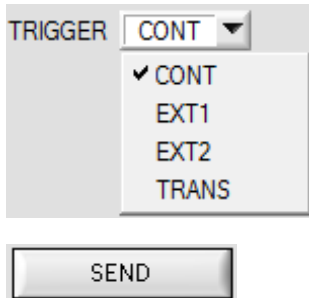 TRIGGER CONT
CONT
EXT1
EXT2
TRANS
SEND